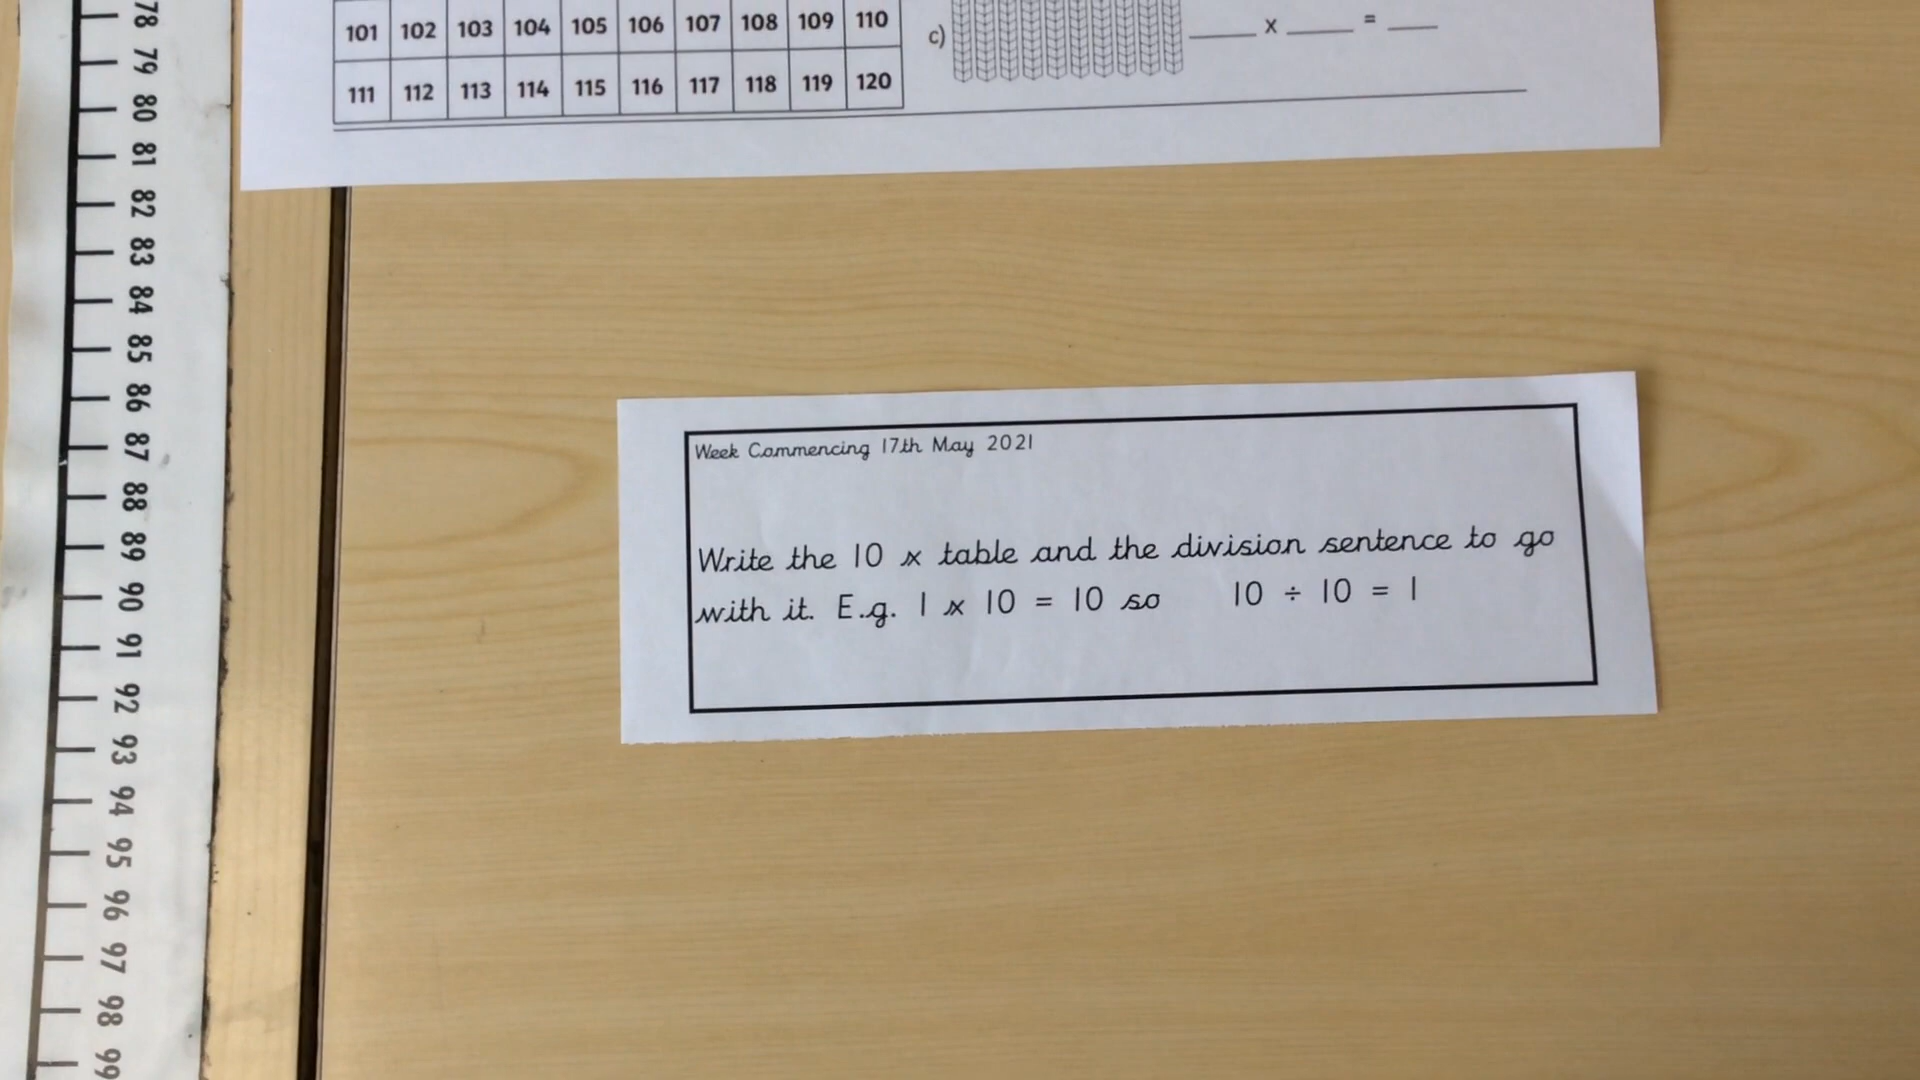 101 102 103 104 105 106 107 108 109 110
111 112 113 114 115 116 117 118 119 120
c) ____ x ____ = ___
78 79 80 81 82 83 84 85 86 87 88 89 90 91 92 93 94 95 96 97 98 99
Week Commencing 17th May 2021
Write the 10 x table and the division sentence to go
with it. E.g. 1 x 10 = 10 so 10 ÷ 10 = 1